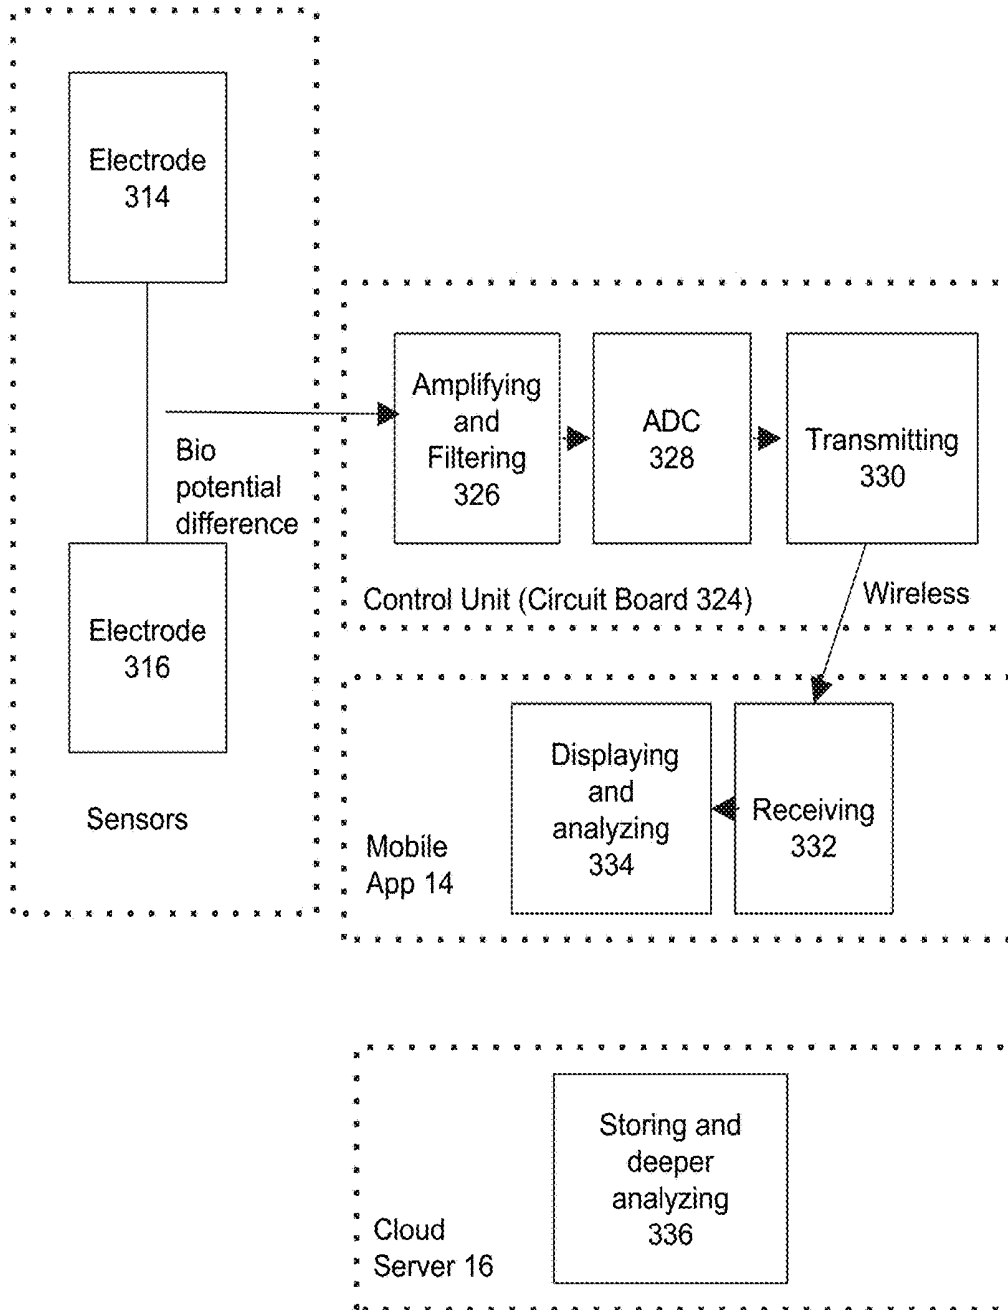 Electrode
314
Bio
potential
difference
Electrode
316
Sensors
Amplifying
and
Filtering
326
ADC
328
Transmitting
330
Control Unit (Circuit Board 324)
Wireless
Displaying
and
analyzing
334
Receiving
332
Mobile
App 14
Storing and
deeper
analyzing
336
Cloud
Server 16